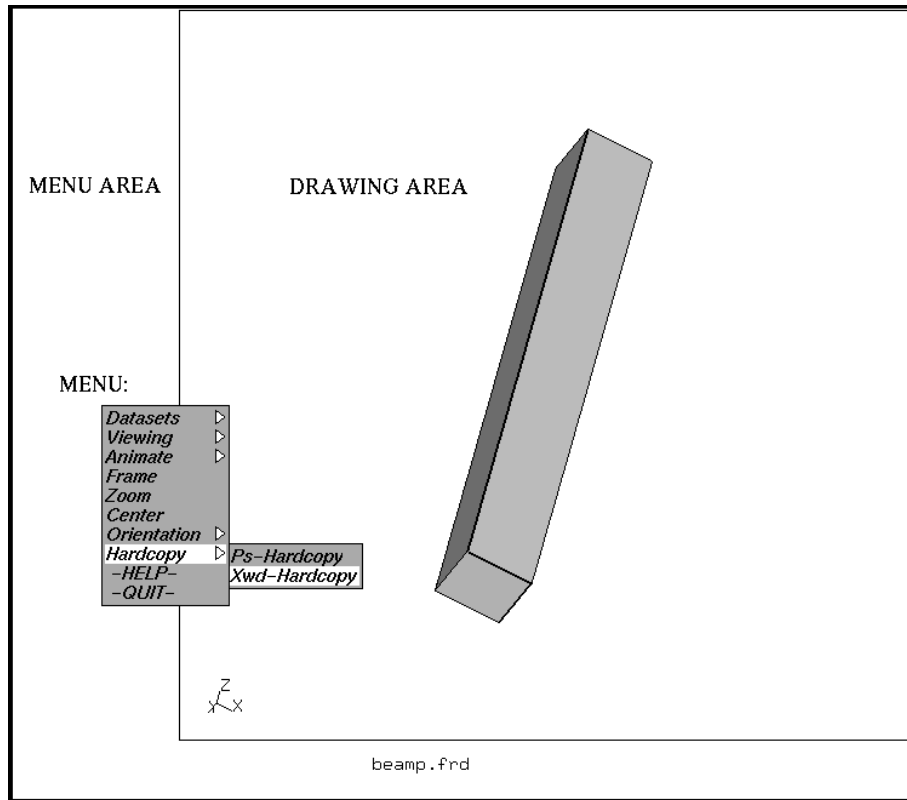 MENU AREA
DRAWING AREA
MENU:
Datasets
Viewing
Animate
Frame
Zoom
Center
Orientation
Hardcopy
-HELP-
-QUIT-
Ps-Hardcopy
Xwd-Hardcopy
Z
Y
X
beamp.frd